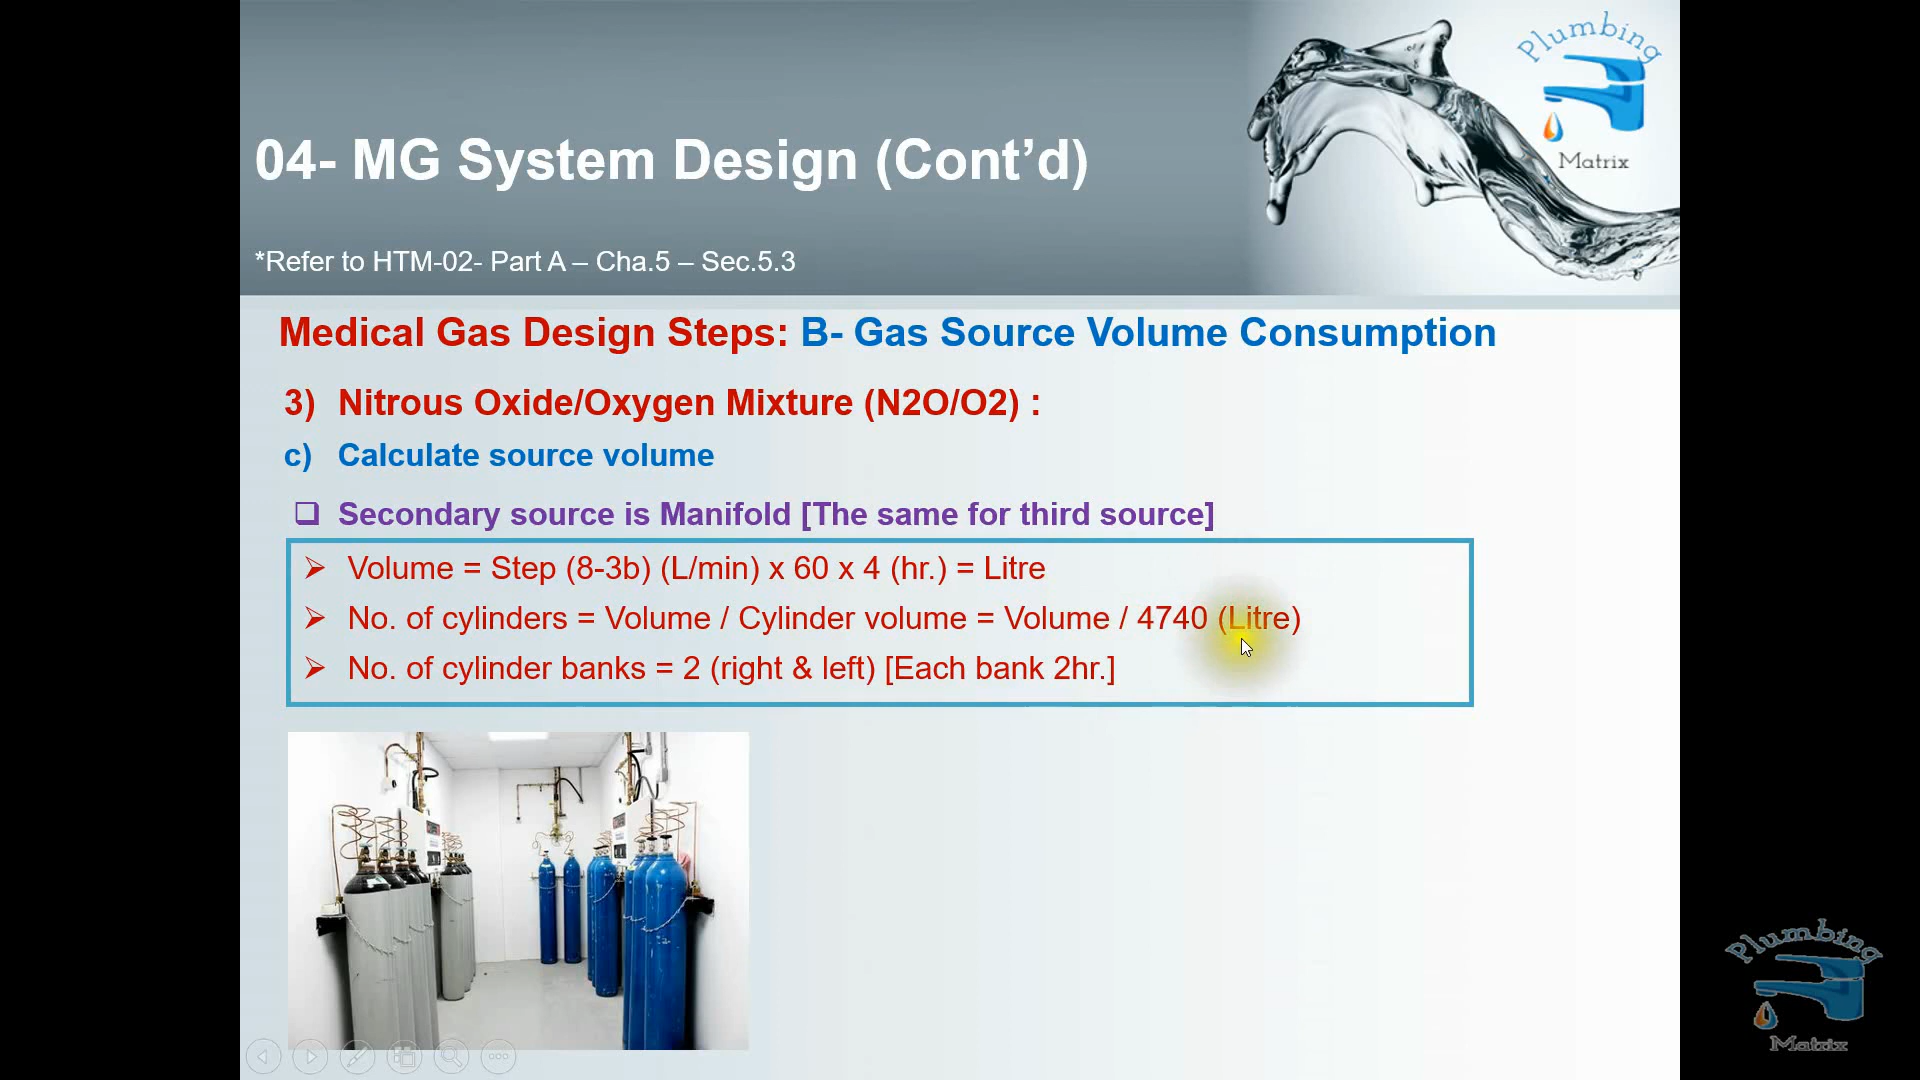 Plumbing
Matrix
04- MG System Design (Cont’d)
*Refer to HTM-02- Part A – Cha.5 – Sec.5.3
Medical Gas Design Steps: B- Gas Source Volume Consumption
3) Nitrous Oxide/Oxygen Mixture (N2O/O2) :
c) Calculate source volume
❑ Secondary source is Manifold [The same for third source]
➢ Volume = Step (8-3b) (L/min) x 60 x 4 (hr.) = Litre
➢ No. of cylinders = Volume / Cylinder volume = Volume / 4740 (Litre)
➢ No. of cylinder banks = 2 (right & left) [Each bank 2hr.]
Plumbing
Matrix